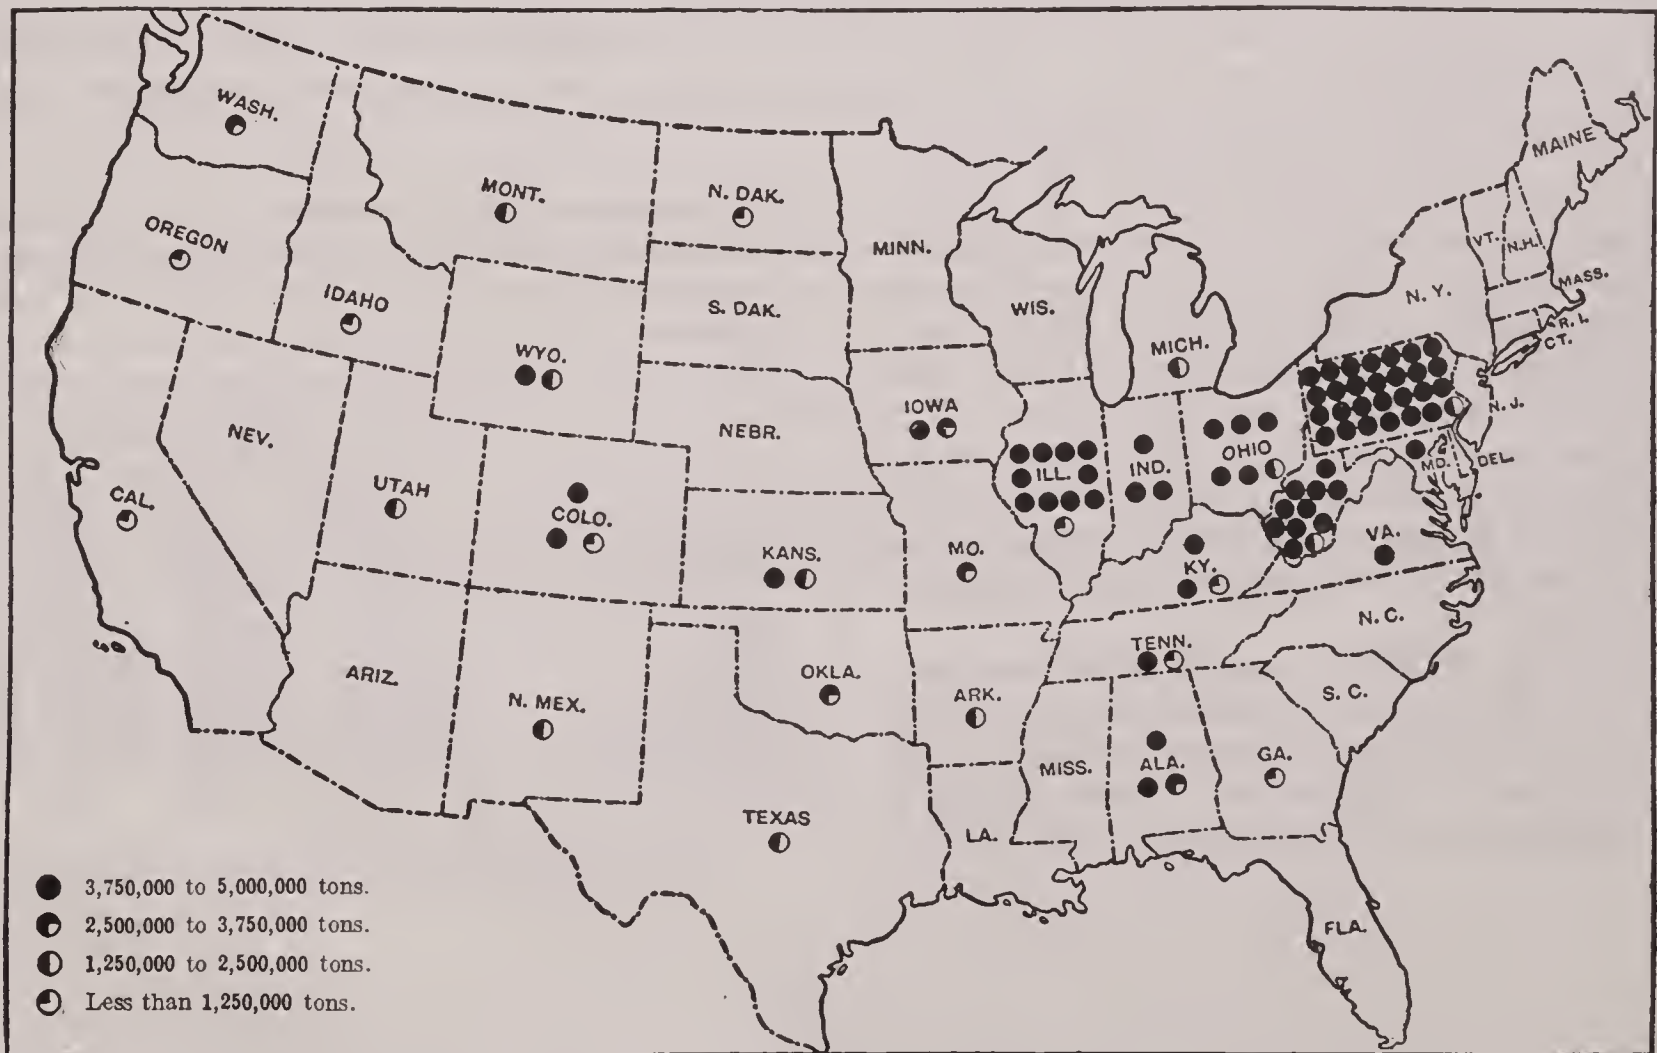 WASH.
MONT.
N. DAK.
MINN.
MAINE
OREGON
IDAHO
S. DAK.
WIS.
MICH.
VT.
N.H.
MASS.
N. Y.
R. I.
CT.
WYO.
IOWA
NEBR.
NEV.
UTAH
COLO.
CAL.
KANS.
MO.
ILL.
IND.
OHIO
N. J.
MD.
DEL.
KY.
VA.
N. C.
TENN.
S. C.
ARIZ.
N. MEX.
OKLA.
ARK.
MISS.
ALA.
GA.
TEXAS
LA.
FLA.
3,750,000 to 5,000,000 tons.
2,500,000 to 3,750,000 tons.
1,250,000 to 2,500,000 tons.
Less than 1,250,000 tons.